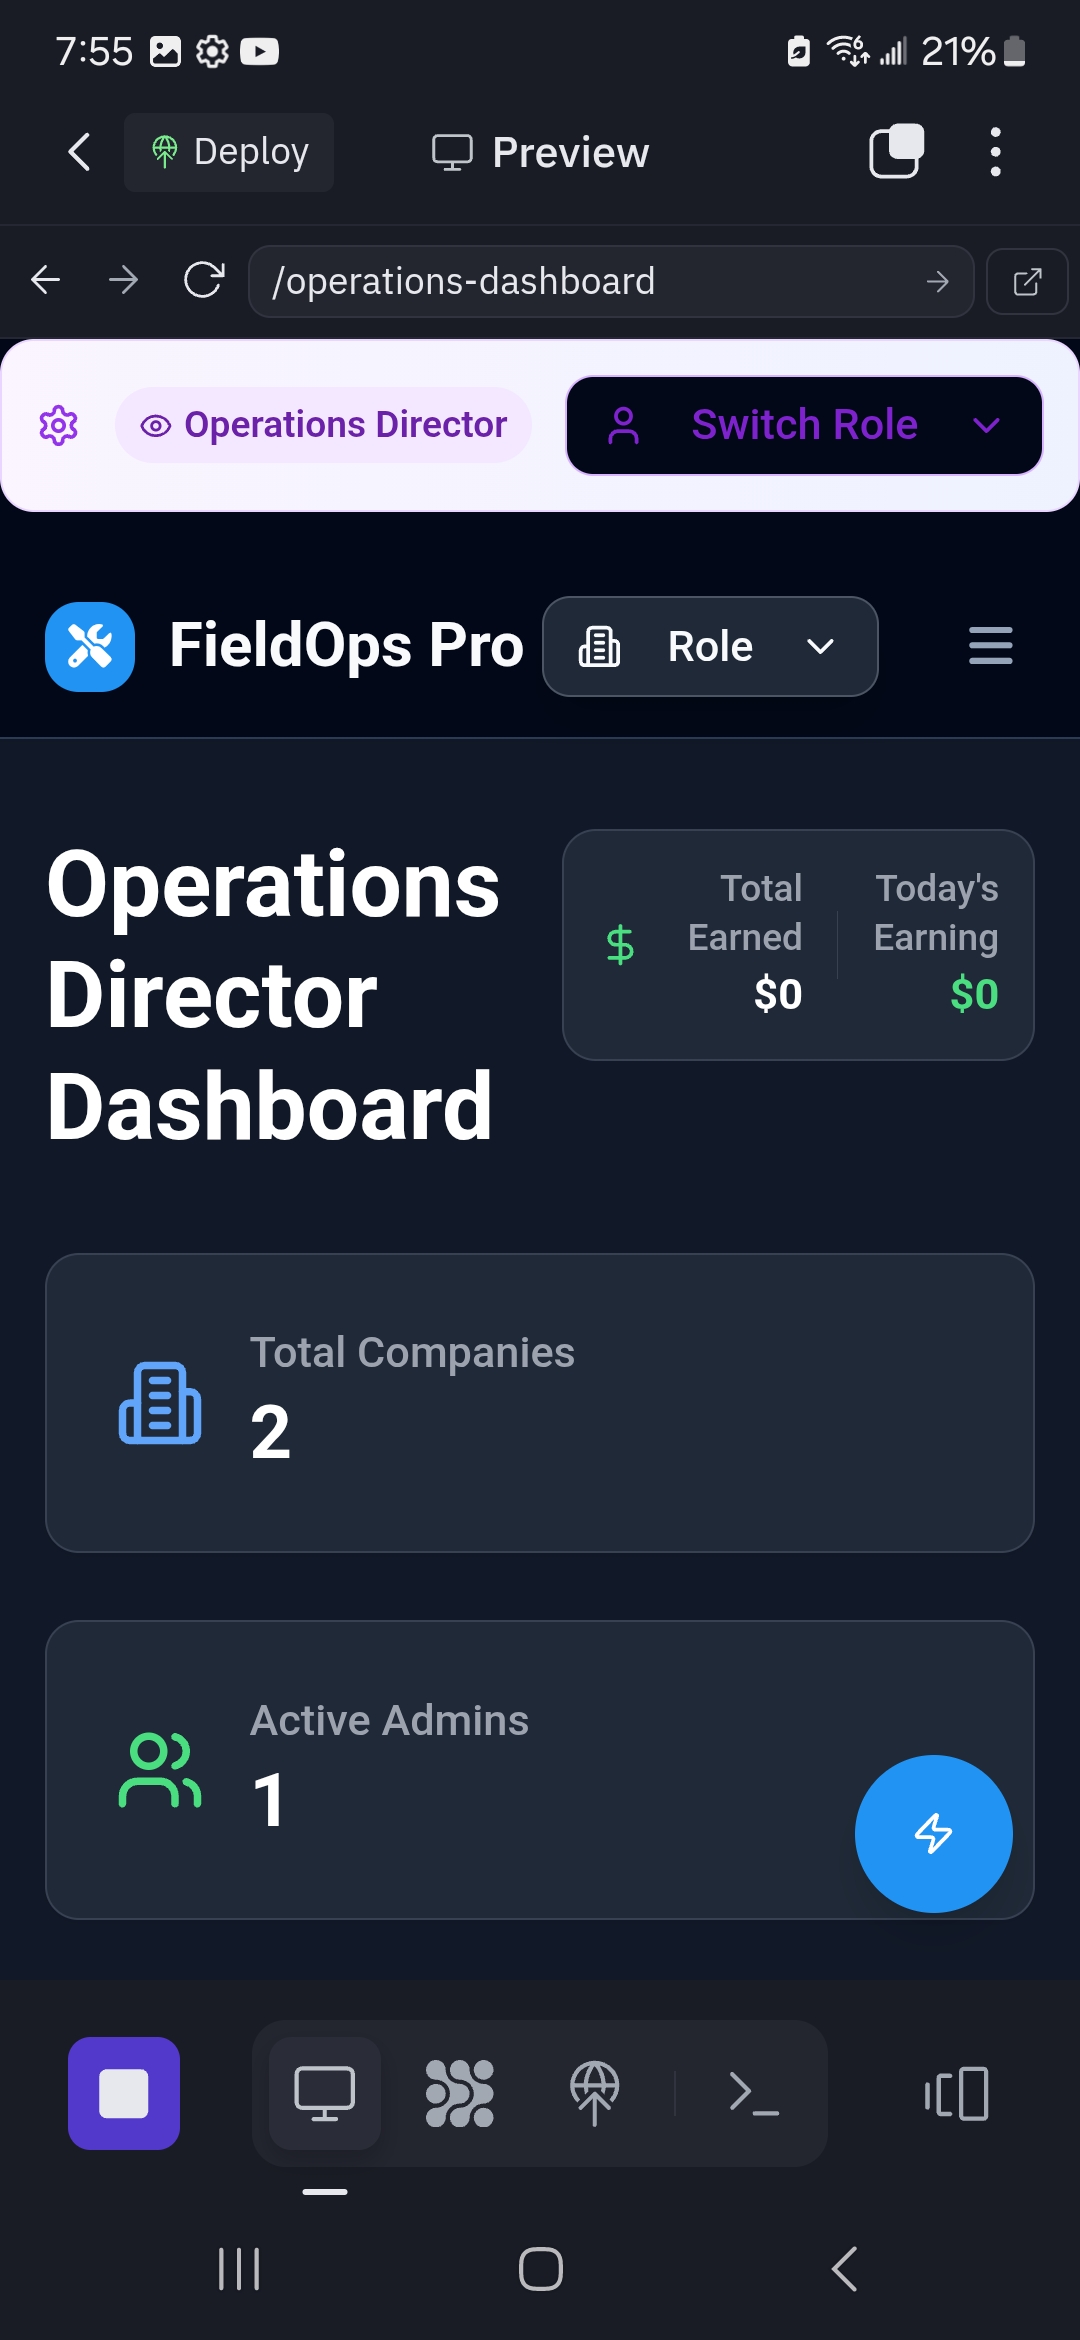 7:55
21%
Deploy
Preview
/operations-dashboard
Operations Director
Switch Role
FieldOps Pro
Role
Operations
Director
Dashboard
Total
Earned
$0
Today's
Earning
$0
Total Companies
2
Active Admins
1